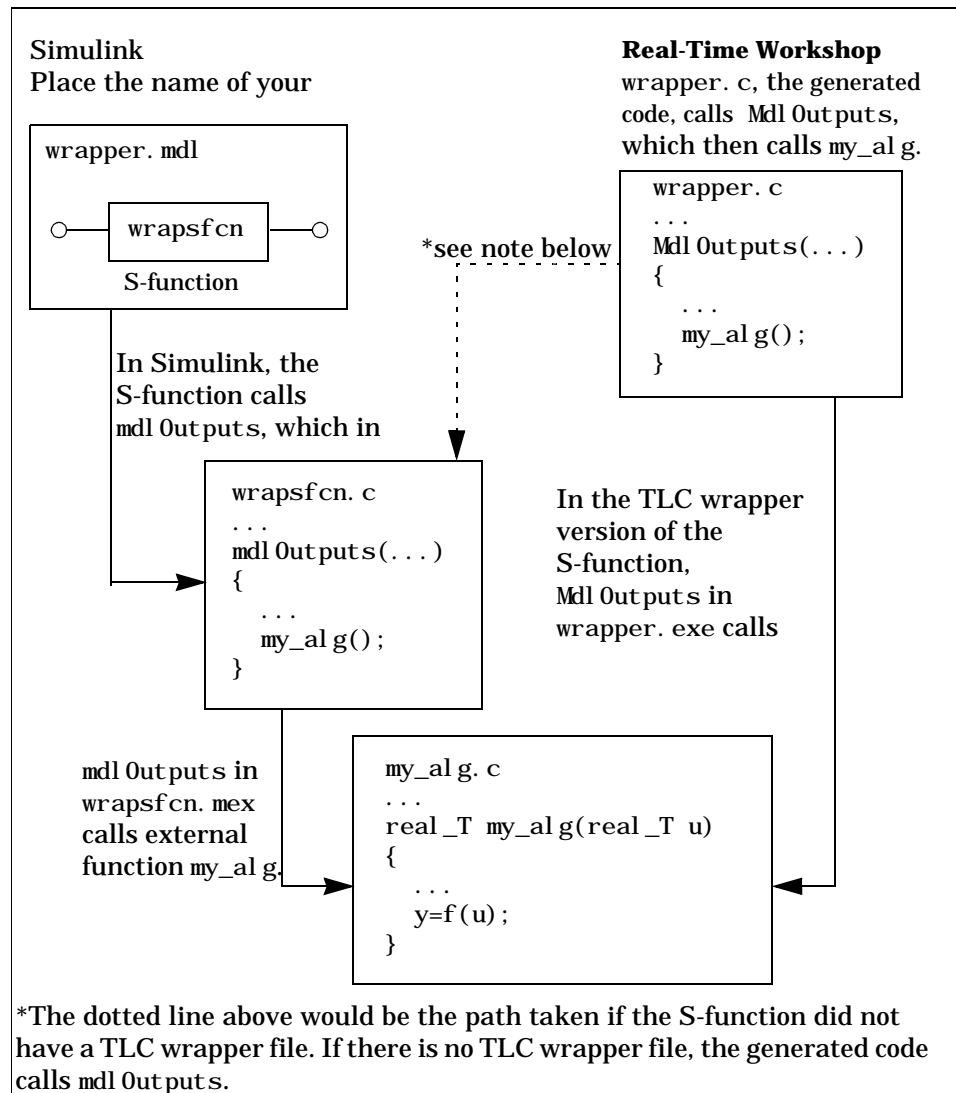 Simulink
Place the name of your
wrapper.mdl
wrapsfcn
S-function
In Simulink, the
S-function calls
mdlOutputs, which in
Real-Time Workshop
wrapper.c, the generated
code, calls MdlOutputs,
which then calls my_alg.
wrapper.c
...
MdlOutputs(...)
{
...
my_alg();
}
*see note below
wrapsfcn.c
...
mdlOutputs(...)
{
...
my_alg();
}
In the TLC wrapper
version of the
S-function,
MdlOutputs in
wrapper.exe calls
mdlOutputs in
wrapsfcn.mex
calls external
function my_alg.
my_alg.c
...
real_T my_alg(real_T u)
{
...
y=f(u);
}
*The dotted line above would be the path taken if the S-function did not
have a TLC wrapper file. If there is no TLC wrapper file, the generated code
calls mdlOutputs.